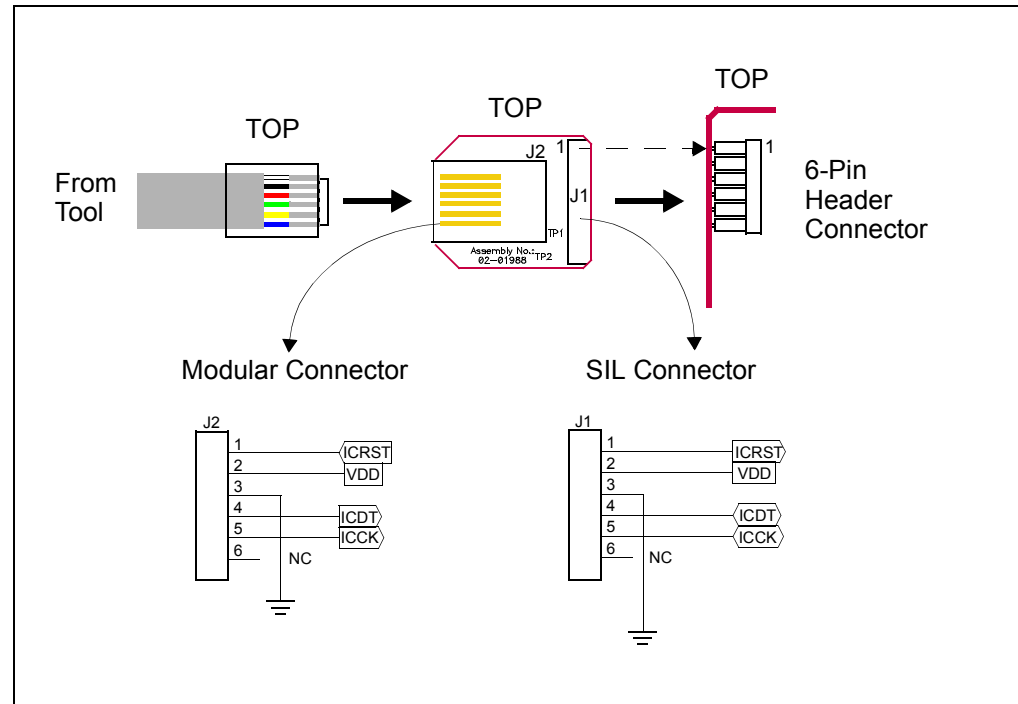 TOP
TOP
TOP
From
Tool
J2
1
J1
TP1
Assembly No.:
02-01988
TP2
1
6-Pin
Header
Connector
Modular Connector
SIL Connector
J2
1
ICRST
2
VDD
3
4
ICDT
5
ICCK
6
NC
J1
1
ICRST
2
VDD
3
4
ICDT
5
ICCK
6
NC